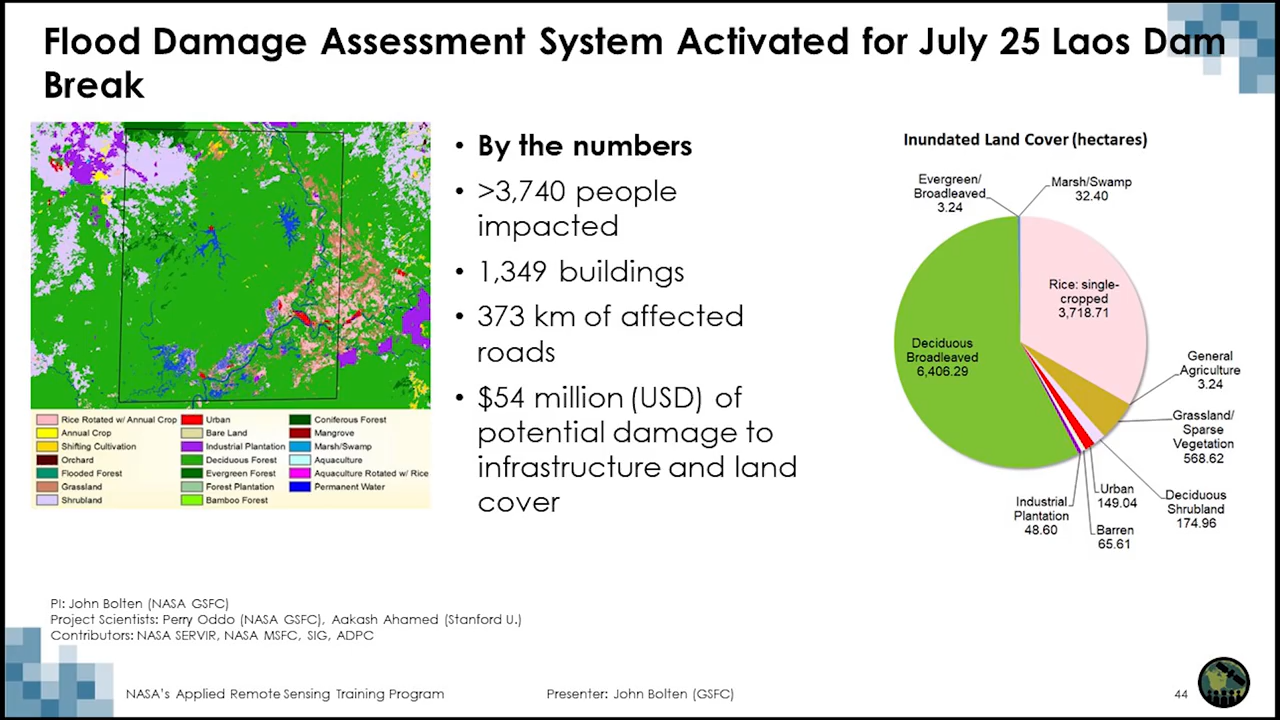 Flood Damage Assessment System Activated for July 25 Laos Dam
Break
Rice Rotated w/ Annual Crop
Annual Crop
Shifting Cultivation
Orchard
Flooded Forest
Grassland
Shrubland
Urban
Bare Land
Industrial Plantation
Deciduous Forest
Evergreen Forest
Forest Plantation
Bamboo Forest
Coniferous Forest
Mangrove
Marsh/Swamp
Aquaculture
Aquaculture Rotated w/ Rice
Permanent Water
• By the numbers
• >3,740 people
impacted
• 1,349 buildings
• 373 km of affected
roads
• $54 million (USD) of
potential damage to
infrastructure and land
cover
Inundated Land Cover (hectares)
Evergreen/
Broadleaved
3.24
Marsh/Swamp
32.40
Rice: single-
cropped
3,718.71
General
Agriculture
3.24
Grassland/
Sparse
Vegetation
568.62
Deciduous
Shrubland
174.96
Urban
149.04
Barren
65.61
Industrial
Plantation
48.60
Deciduous
Broadleaved
6,406.29
PI: John Bolten (NASA GSFC)
Project Scientists: Perry Oddo (NASA GSFC), Aakash Ahamed (Stanford U.)
Contributors: NASA SERVIR, NASA MSFC, SIG, ADPC
NASA's Applied Remote Sensing Training Program
Presenter: John Bolten (GSFC)
44